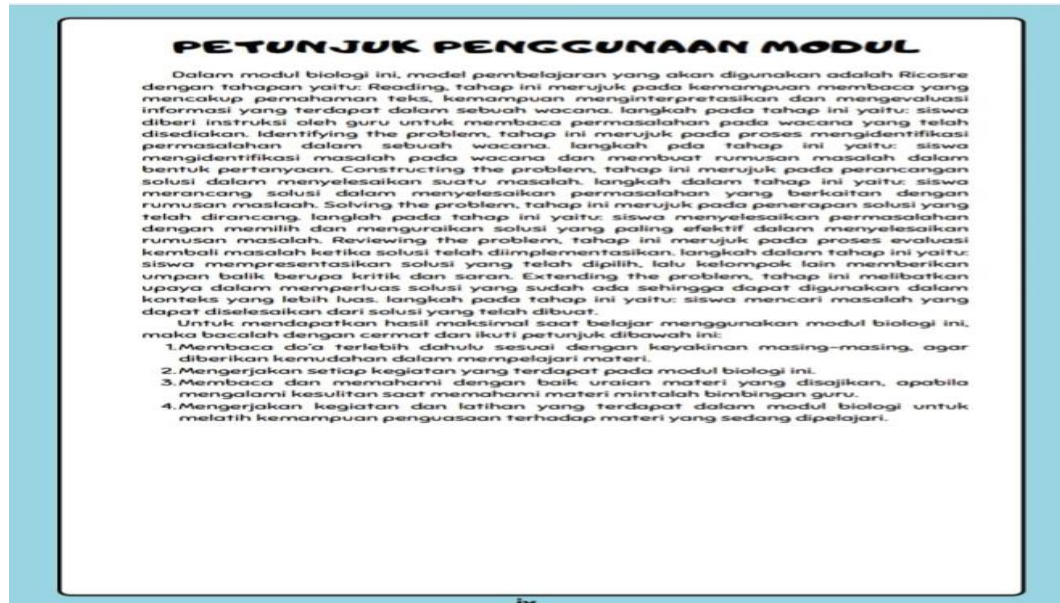 PETUNJUK PENGGUNAAN MODUL
Dalam modul biologi ini, model pembelajaran yang akan digunakan adalah Ricosre
dengan tahapan yaitu: Reading, tahap ini merujuk pada kemampuan membaca yang
mencakup pemahaman teks, kemampuan menginterpretasikan dan mengevaluasi
informasi yang terdapat dalam sebuah wacana. langkah pada tahap ini yaitu: siswa
diberi instruksi oleh guru untuk membaca permasalahan pada wacana yang telah
disediakan. Identifying the problem, tahap ini merujuk pada proses mengidentifikasi
permasalahan dalam sebuah wacana. langkah pda tahap ini yaitu: siswa
mengidentifikasi masalah pada wacana dan membuat rumusan masalah dalam
bentuk pertanyaan. Constructing the problem, tahap ini merujuk pada perancangan
solusi dalam menyelesaikan suatu masalah. langkah dalam tahap ini yaitu: siswa
merancang solusi dalam menyelesaikan permasalahan yang berkaitan dengan
rumusan maslaah. Solving the problem, tahap ini merujuk pada penerapan solusi yang
telah dirancang. langlah pada tahap ini yaitu: siswa menyelesaikan permasalahan
dengan memilih dan menguraikan solusi yang paling efektif dalam menyelesaikan
rumusan masalah. Reviewing the problem, tahap ini merujuk pada proses evaluasi
kembali masalah ketika solusi telah diimplementasikan. langkah dalam tahap ini yaitu:
siswa mempresentasikan solusi yang telah dipilih, lalu kelompok lain memberikan
umpan balik berupa kritik dan saran. Extending the problem, tahap ini melibatkan
upaya dalam memperluas solusi yang sudah ada sehingga dapat digunakan dalam
konteks yang lebih luas. langkah pada tahap ini yaitu: siswa mencari masalah yang
dapat diselesaikan dari solusi yang telah dibuat.
Untuk mendapatkan hasil maksimal saat belajar menggunakan modul biologi ini,
maka bacalah dengan cermat dan ikuti petunjuk dibawah ini:
1.Membaca do'a terlebih dahulu sesuai dengan keyakinan masing-masing, agar
diberikan kemudahan dalam mempelajari materi.
2.Mengerjakan setiap kegiatan yang terdapat pada modul biologi ini.
3.Membaca dan memahami dengan baik uraian materi yang disajikan, apabila
mengalami kesulitan saat memahami materi mintalah bimbingan guru.
4.Mengerjakan kegiatan dan latihan yang terdapat dalam modul biologi untuk
melatih kemampuan penguasaan terhadap materi yang sedang dipelajari.